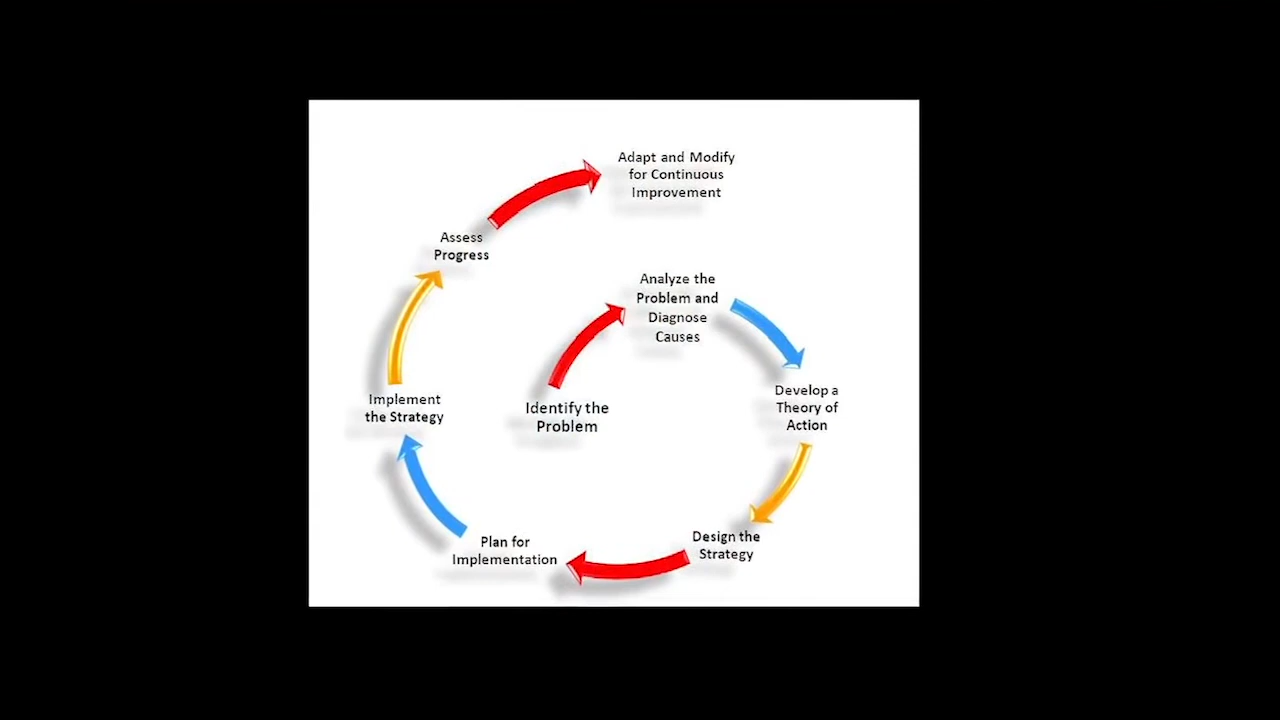 Adapt and Modify
for Continuous
Improvement
Assess
Progress
Analyze the
Problem and
Diagnose
Causes
Develop a
Theory of
Action
Implement
the Strategy
Identify the
Problem
Design the
Strategy
Plan for
Implementation